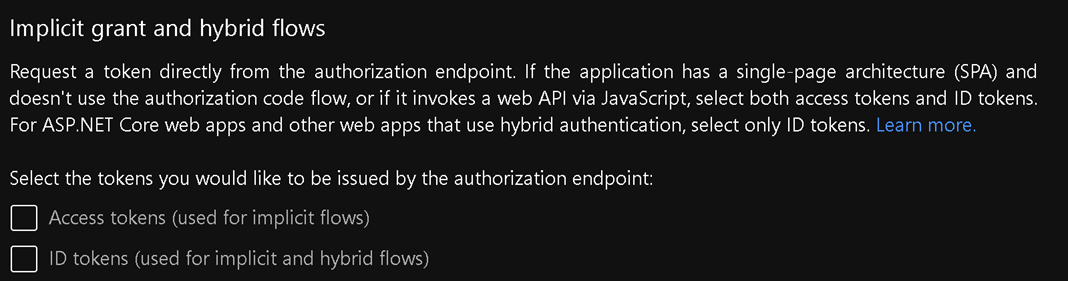 Implicit grant and hybrid flows
Request a token directly from the authorization endpoint. If the application has a single-page architecture (SPA) and
doesn't use the authorization code flow, or if it invokes a web API via JavaScript, select both access tokens and ID tokens.
For ASP.NET Core web apps and other web apps that use hybrid authentication, select only ID tokens. Learn more.
Select the tokens you would like to be issued by the authorization endpoint:
Access tokens (used for implicit flows)
ID tokens (used for implicit and hybrid flows)